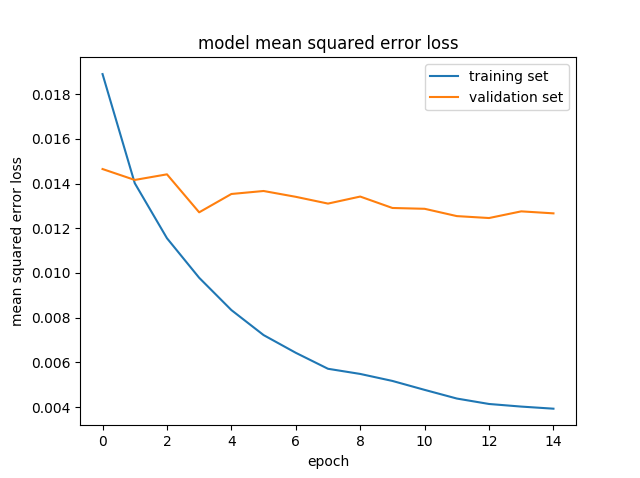 model mean squared error loss
training set
validation set
mean squared error loss
0.018
0.016
0.014
0.012
0.010
0.008
0.006
0.004
0 2 4 6 8 10 12 14
epoch